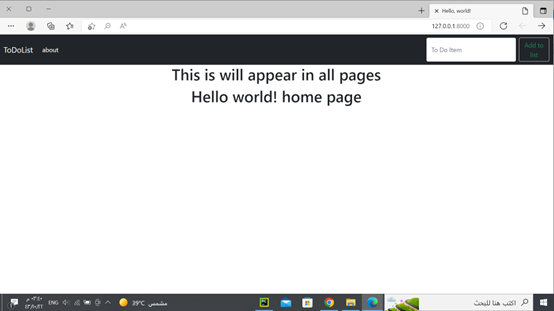 Hello, world!
127.0.0.1:8000
ToDoList
about
To Do Item
Add to
list
This is will appear in all pages
Hello world! home page
ENG
39°C
مشمس
اكتب هنا للبحث